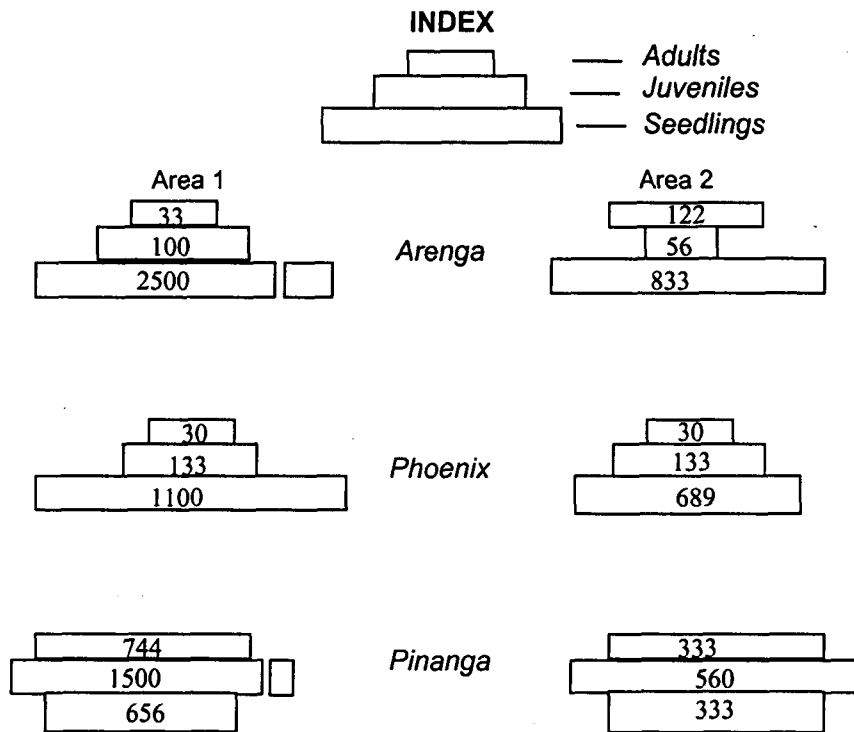 INDEX
Adults
Juveniles
Seedlings
Area 1 Area 2
33 122
100 Arenga 56
2500 833
30 30
133 Phoenix 133
1100 689
744 333
1500 Pinanga 560
656 333